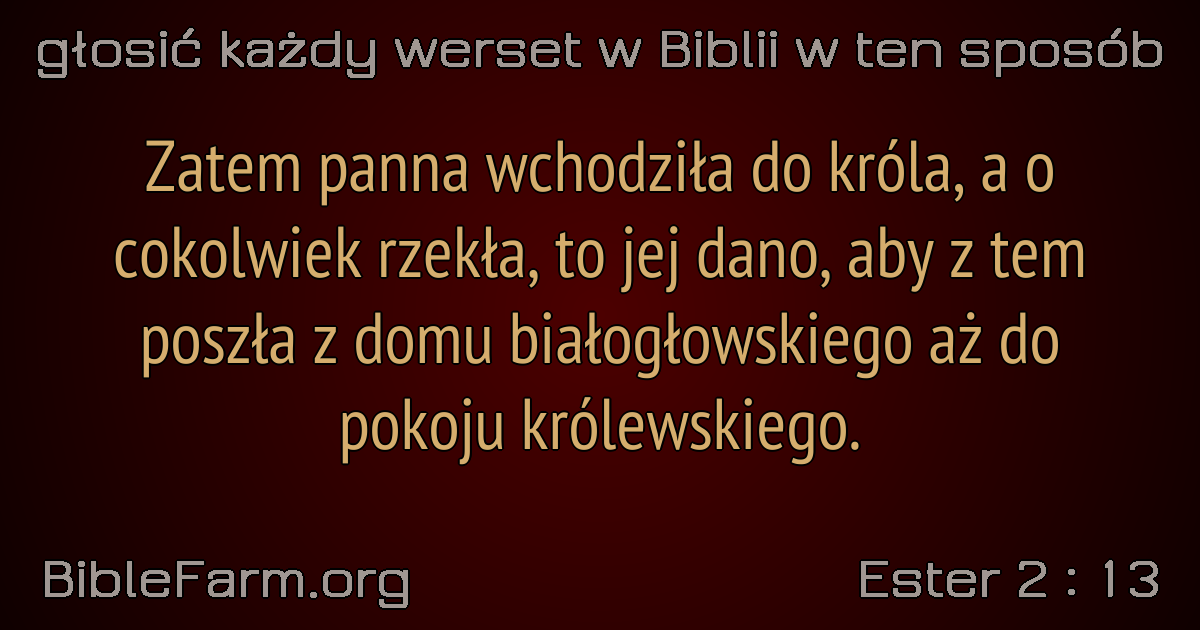 głosić każdy werset w Biblii w ten sposób
Zatem panna wchodziła do króla, a o
cokolwiek rzekła, to jej dano, aby z tem
poszła z domu białogłowskiego aż do
pokoju królewskiego.
BibleFarm.org
Ester 2 : 13